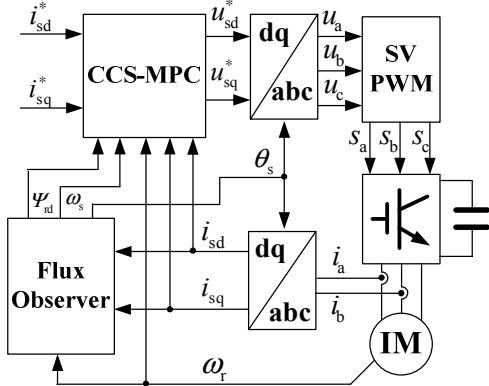 i*sd
u*sd
dq
ua
SV
PWM
CCS-MPC
ub
i*sq
u*sq
abc
uc
Sa
Sb
Sc
θs
Ψrd
ωs
Flux
Observer
isd
dq
ia
isq
abc
ib
IM
ωr